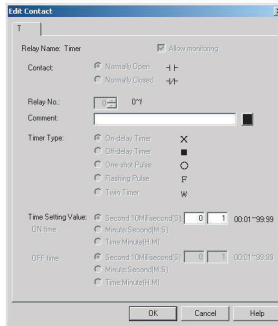 Edit Contact
T
Relay Name: Timer
Allow monitoring
Contact:
Normally Open
Normally Closed
Relay No.:
0
Comment:
Timer Type:
On-delay Timer X
Off-delay Timer
One-shot Pulse
Flashing Pulse F
Twin Timer W
Time Setting Value: Second:10Millisecond(S) 0 1 00:01~99:99
ON time Minute:Second(M:S)
Time:Minute(H:M)
OFF time Second:10Millisecond(S) 0 1 00:01~99:99
Minute:Second(M:S)
Time:Minute(H:M)
OK Cancel Help